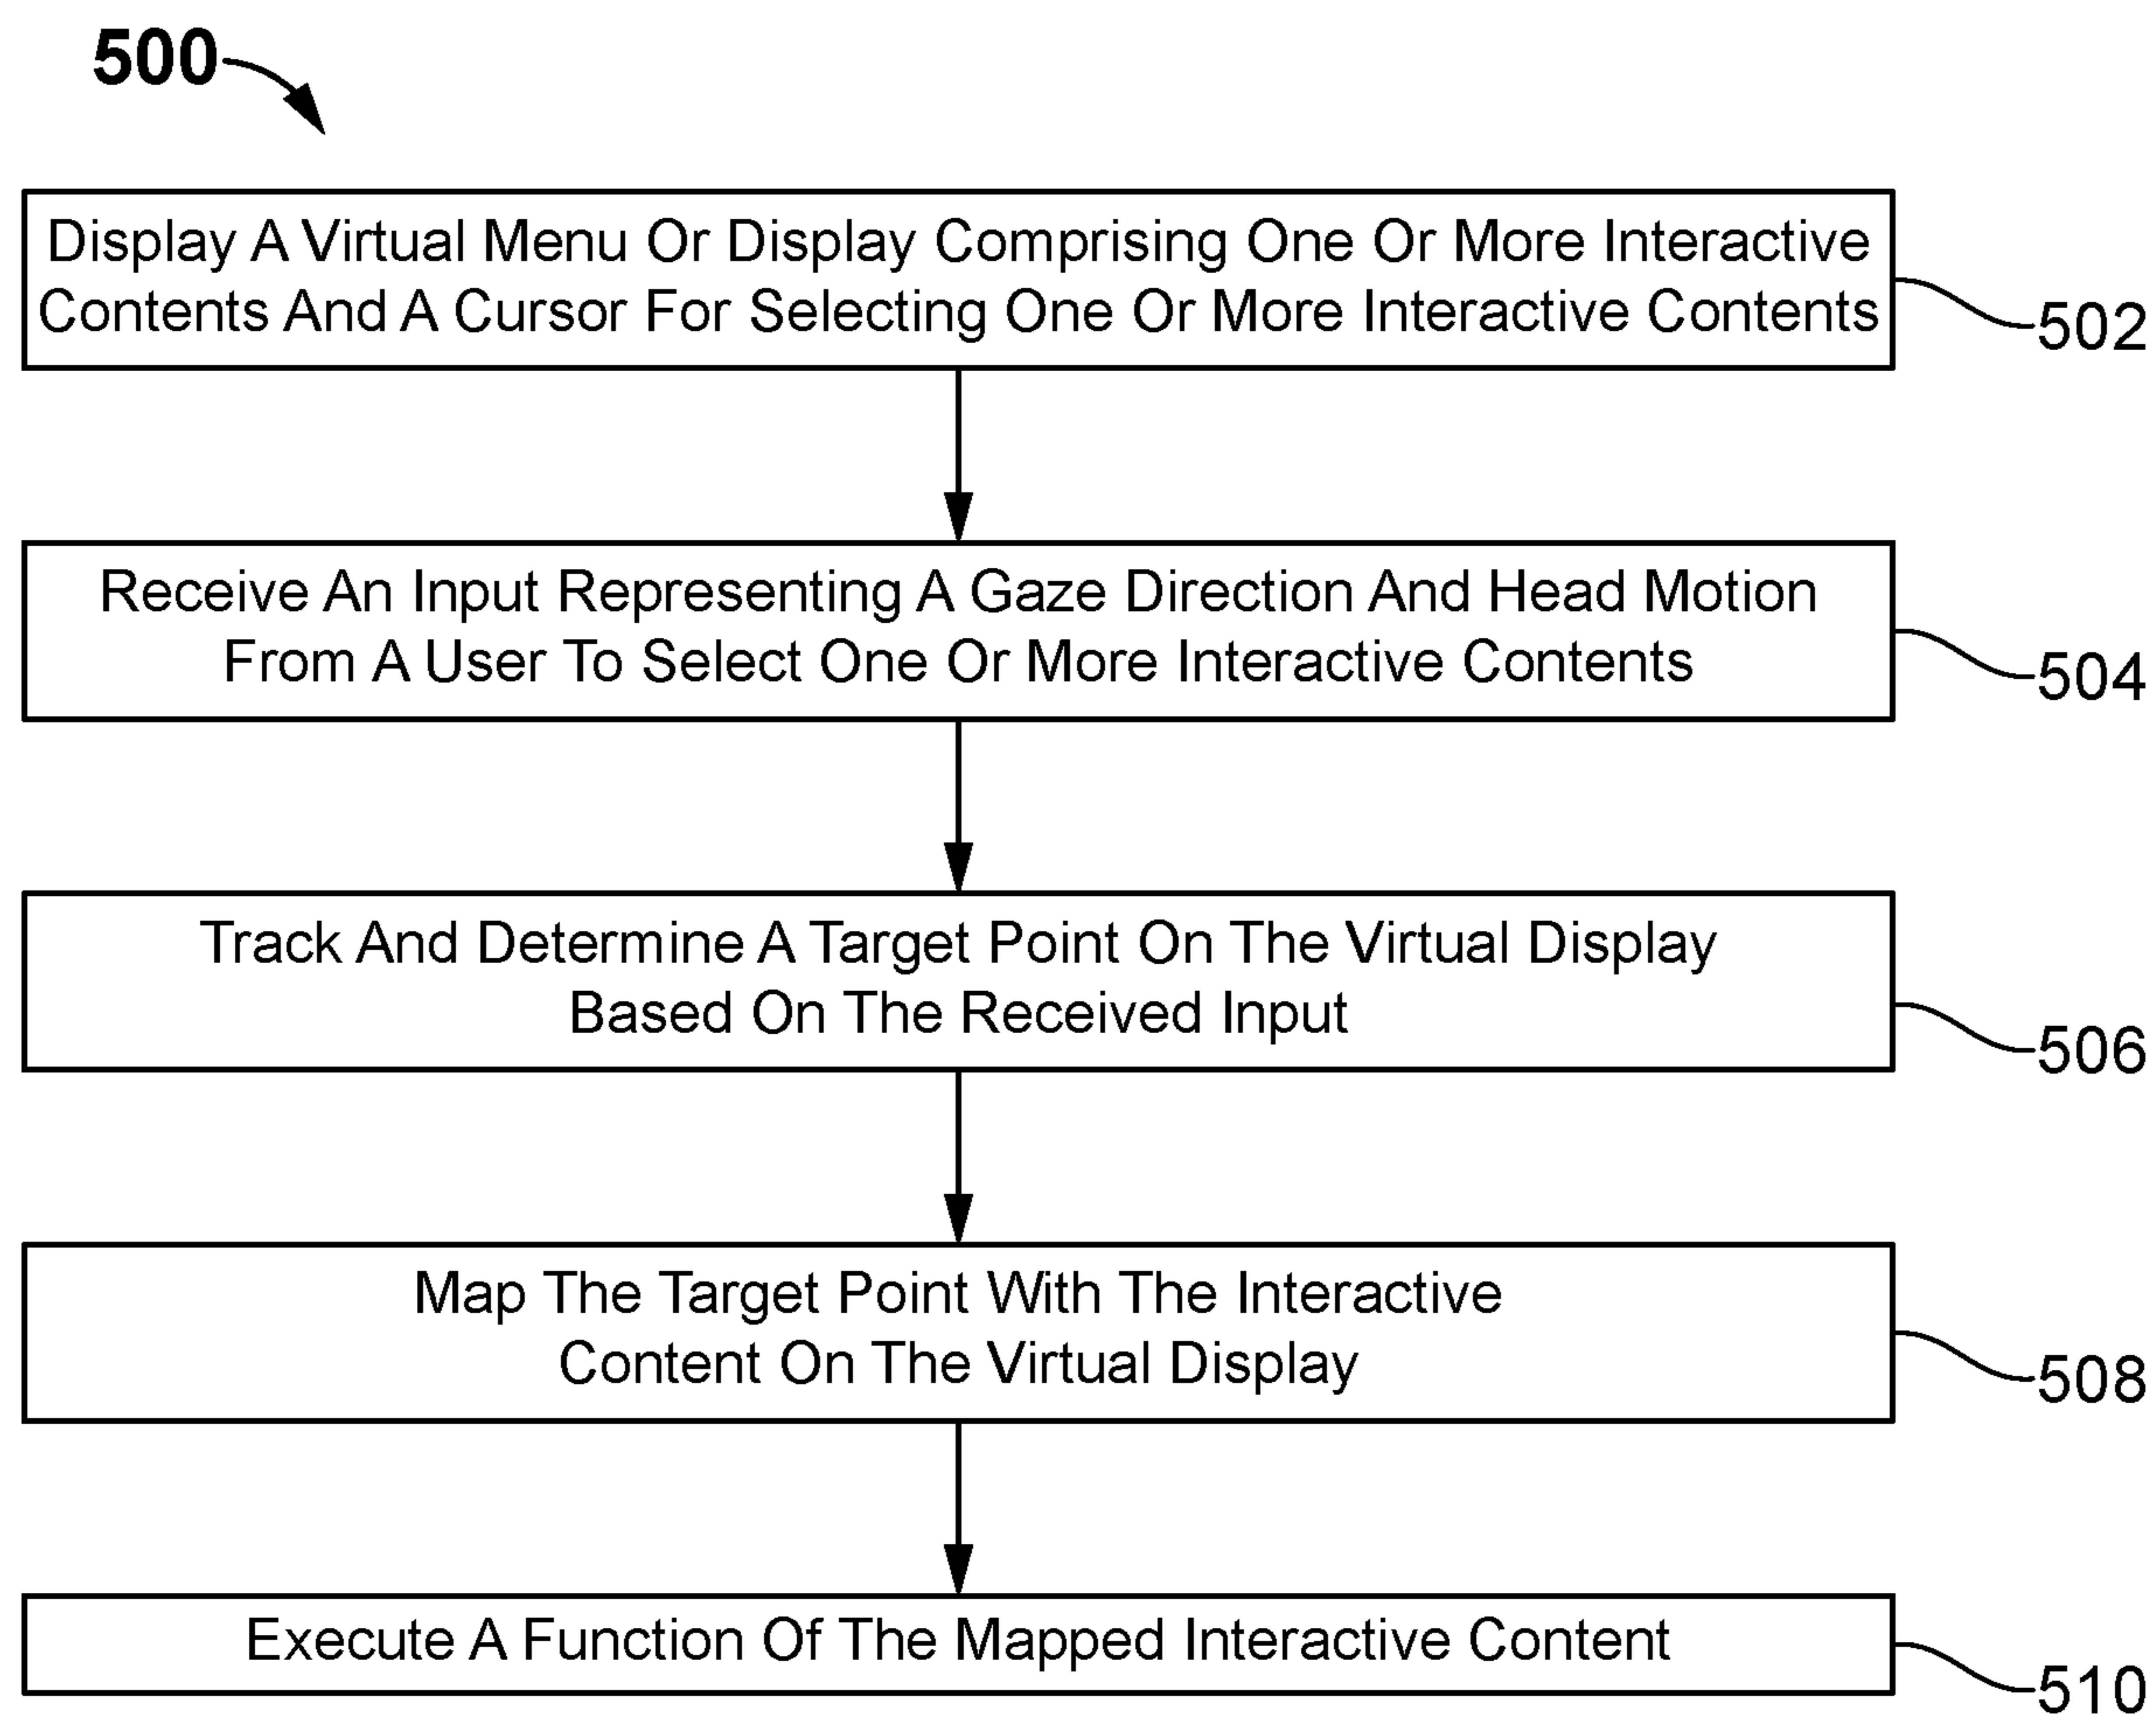 500
Display A Virtual Menu Or Display Comprising One Or More Interactive
Contents And A Cursor For Selecting One Or More Interactive Contents
502
Receive An Input Representing A Gaze Direction And Head Motion
From A User To Select One Or More Interactive Contents
504
Track And Determine A Target Point On The Virtual Display
Based On The Received Input
506
Map The Target Point With The Interactive
Content On The Virtual Display
508
Execute A Function Of The Mapped Interactive Content
510